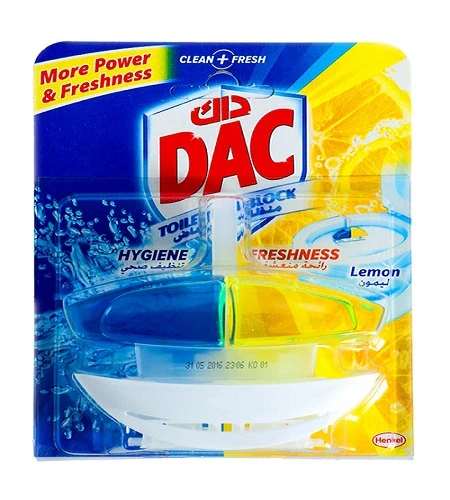 CLEAN + FRESH
More Power
& Freshness
داك
DAC
TOILET BLOCK
HYGIENE
تنظيف صحي
FRESHNESS
رائحة منعشة
Lemon
ليمون
31 05 2016 23:06 KO 01
Henkel